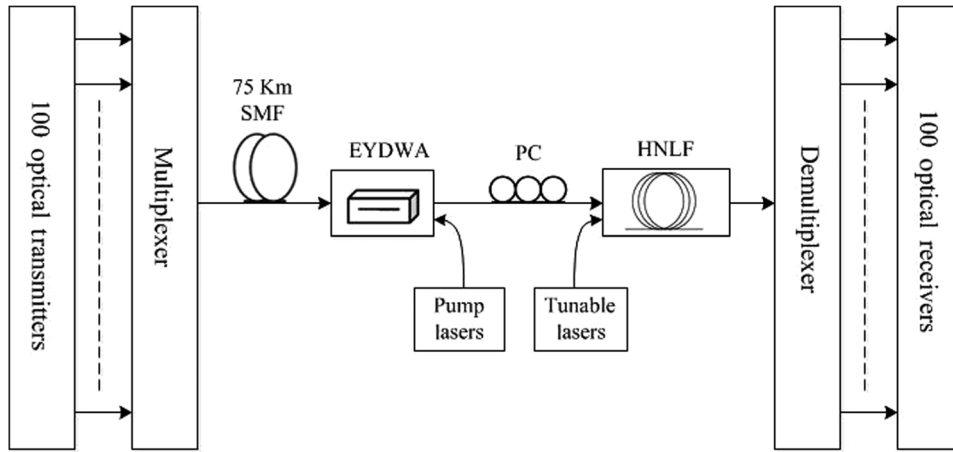 100 optical transmitters
Multiplexer
75 Km
SMF
EYDWA
PC
HNLF
Pump
lasers
Tunable
lasers
Demultiplexer
100 optical receivers